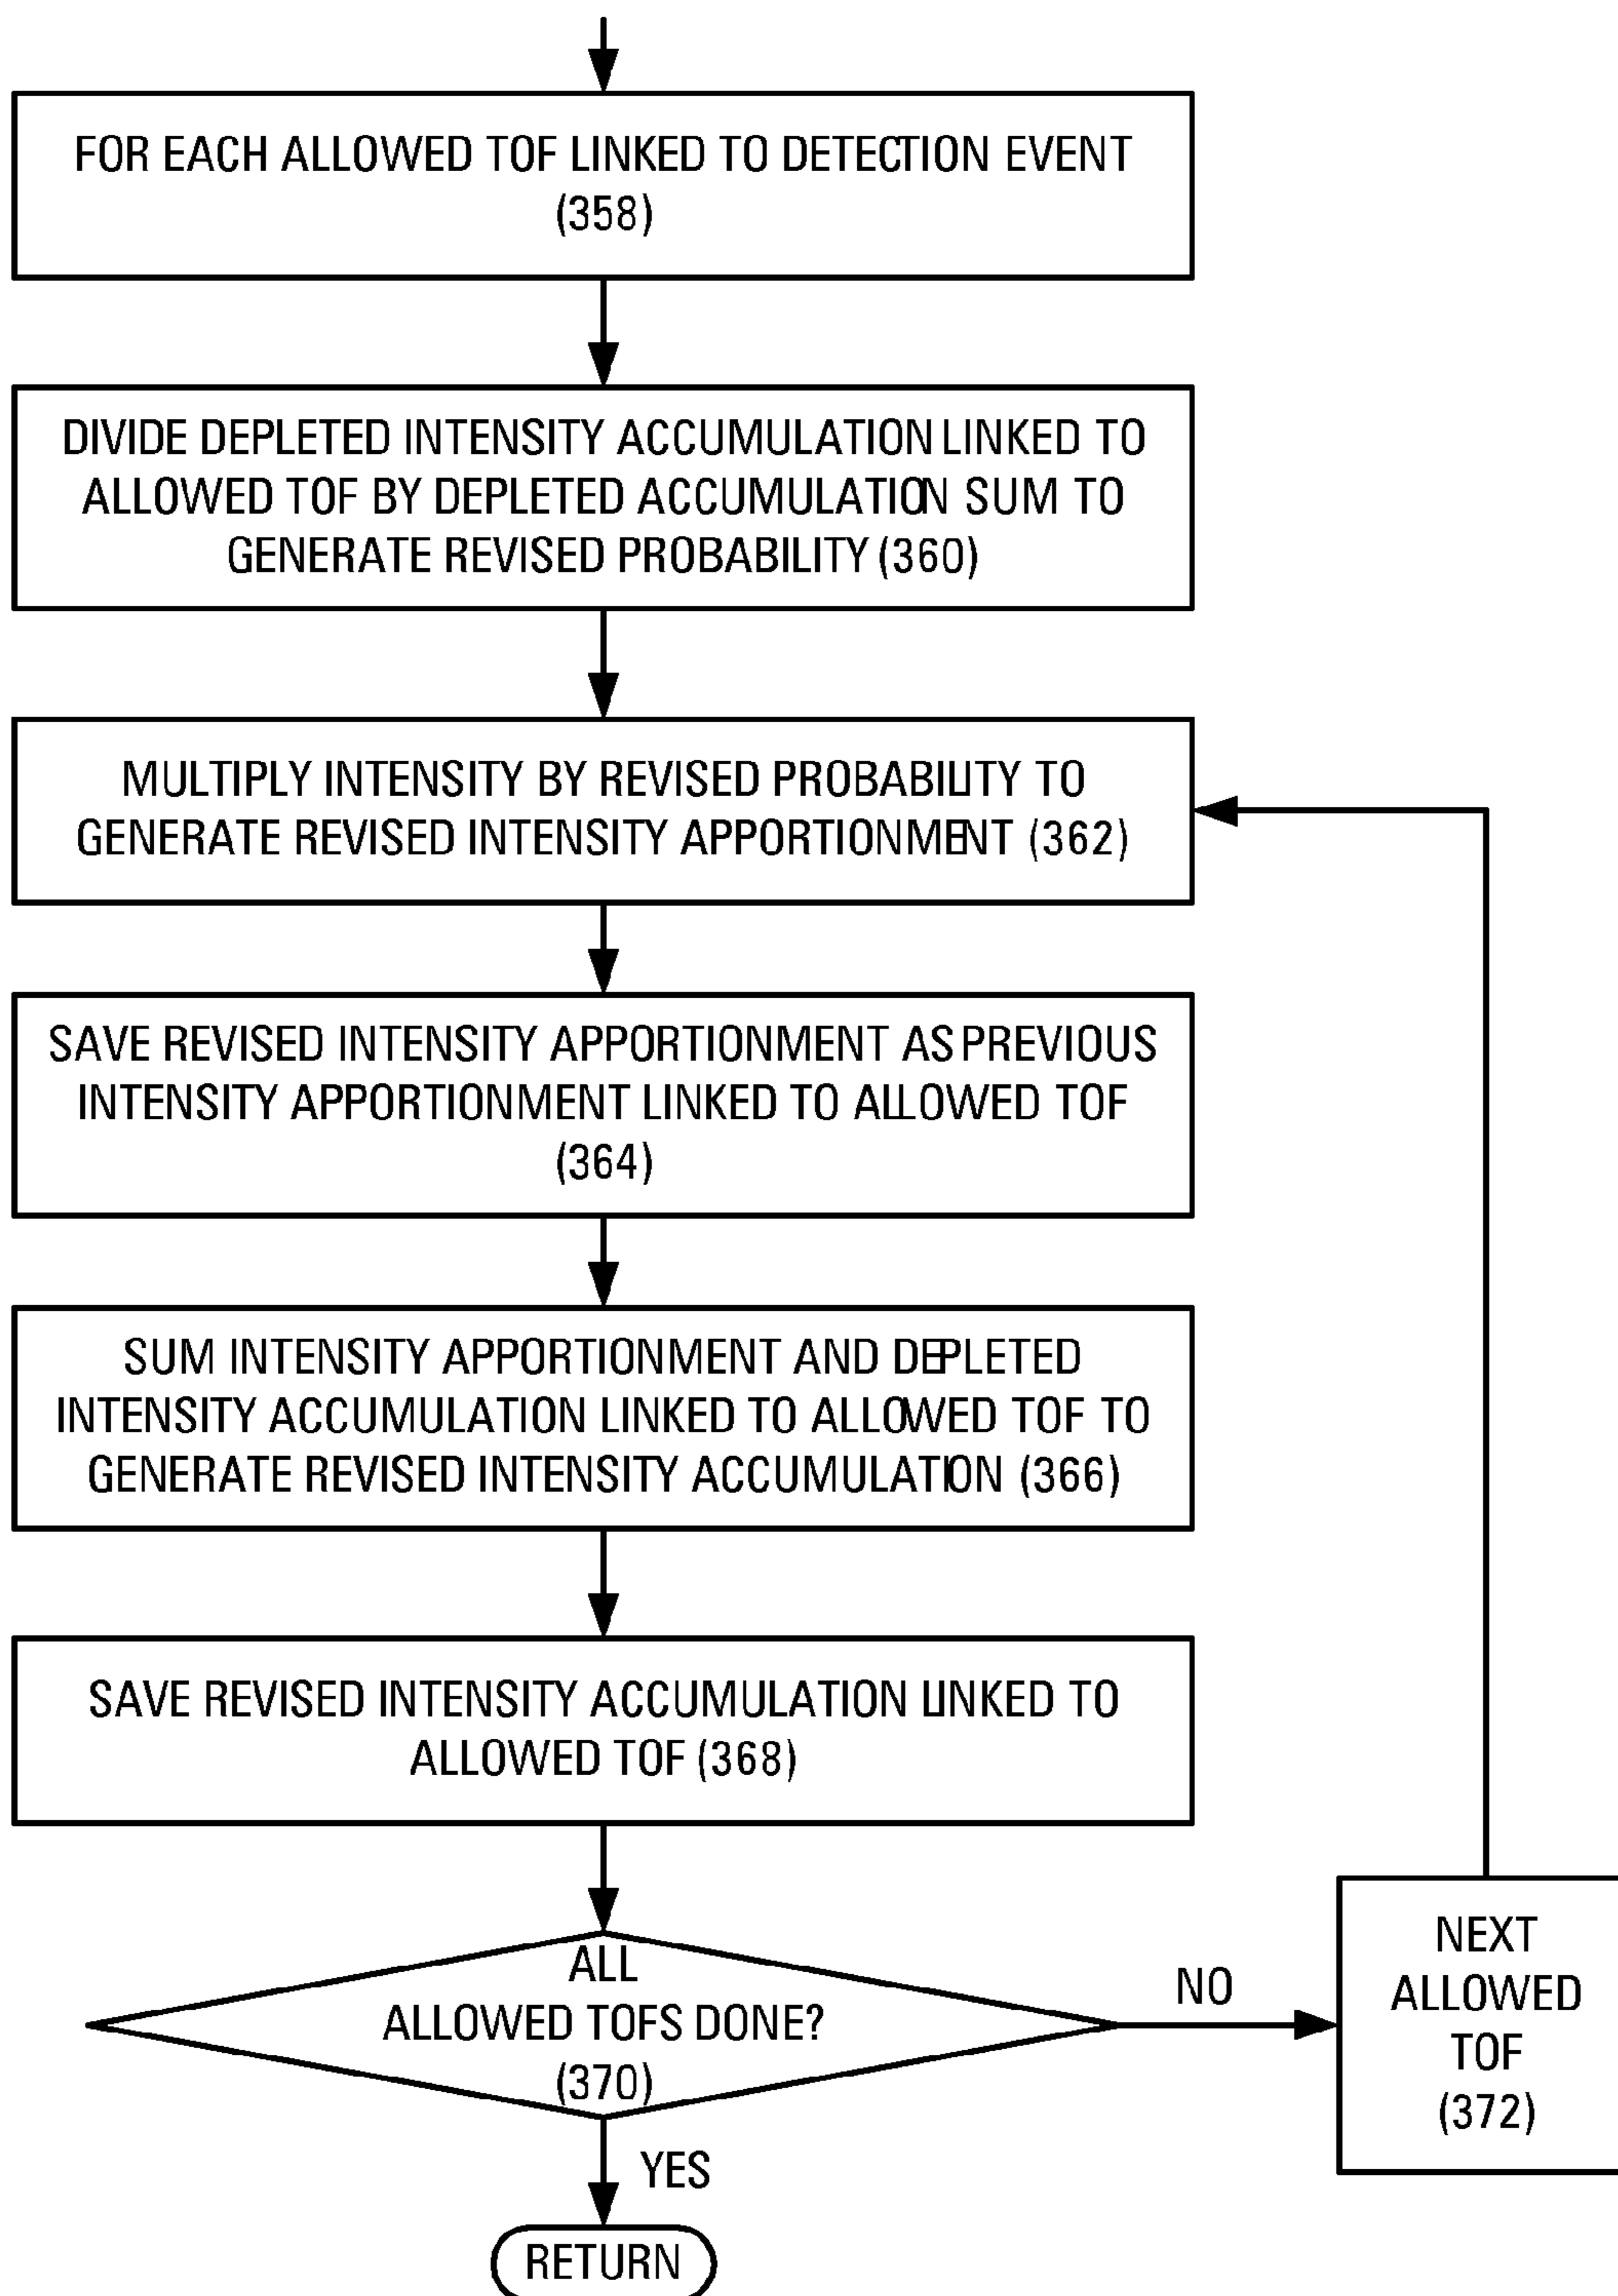 FOR EACH ALLOWED TOF LINKED TO DETECTION EVENT
(358)
DIVIDE DEPLETED INTENSITY ACCUMULATION LINKED TO
ALLOWED TOF BY DEPLETED ACCUMULATION SUM TO
GENERATE REVISED PROBABILITY (360)
MULTIPLY INTENSITY BY REVISED PROBABILITY TO
GENERATE REVISED INTENSITY APPORTIONMENT (362)
SAVE REVISED INTENSITY APPORTIONMENT AS PREVIOUS
INTENSITY APPORTIONMENT LINKED TO ALLOWED TOF
(364)
SUM INTENSITY APPORTIONMENT AND DEPLETED
INTENSITY ACCUMULATION LINKED TO ALLOWED TOF TO
GENERATE REVISED INTENSITY ACCUMULATION (366)
SAVE REVISED INTENSITY ACCUMULATION LINKED TO
ALLOWED TOF (368)
ALL
ALLOWED TOFS DONE?
(370)
NO
NEXT
ALLOWED
TOF
(372)
YES
RETURN